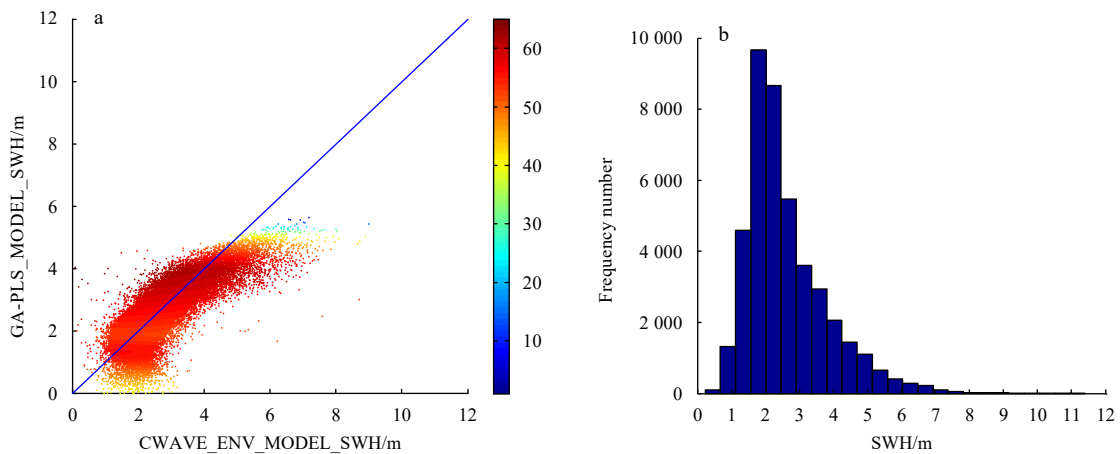 a
12
10
8
6
4
2
0
GA-PLS_MODEL_SWH/m
0 2 4 6 8 10 12
CWAVE_ENV_MODEL_SWH/m
60
50
40
30
20
10
b
10 000
8 000
6 000
4 000
2 000
0
Frequency number
0 1 2 3 4 5 6 7 8 9 10 11 12
SWH/m